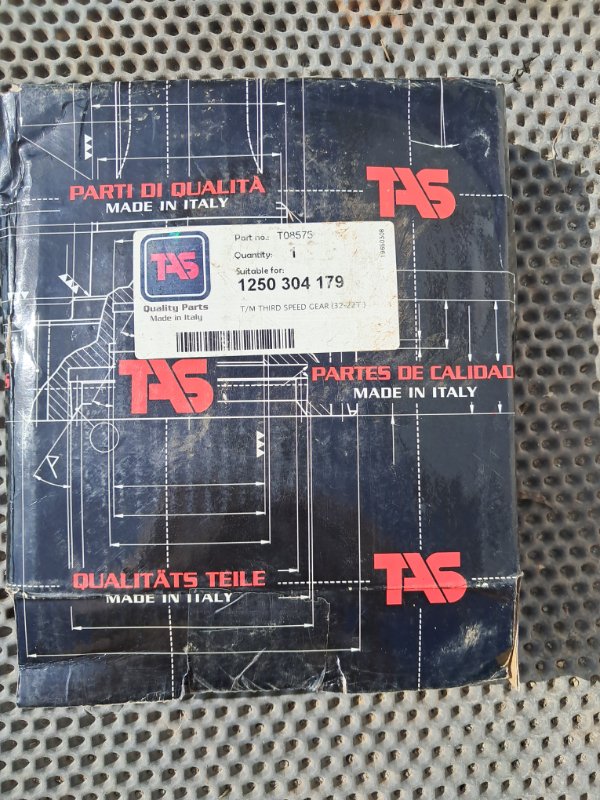 PARTI DI QUALITÀ
MADE IN ITALY
TAS
TAS
Quality Parts
Made in Italy
Part no.: T08575
Quantity: 1
Suitable for:
1250 304 179
T/M THIRD SPEED GEAR (32-22T.)
TAS
PARTES DE CALIDAD
MADE IN ITALY
QUALITÄTS TEILE
MADE IN ITALY
TAS